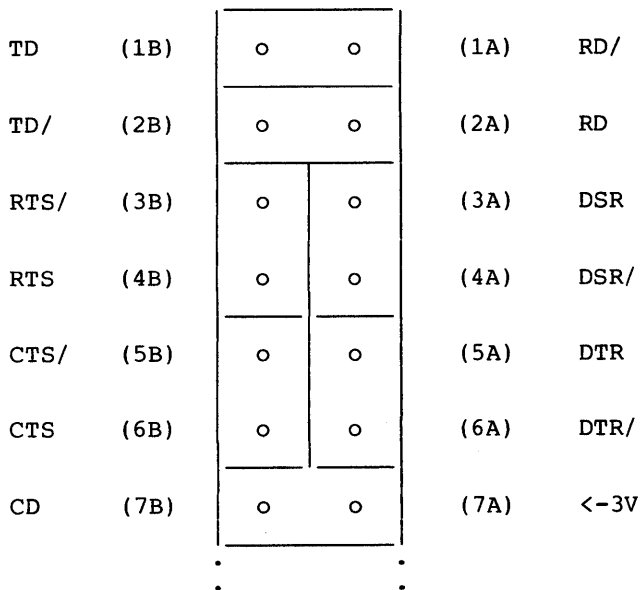 TD (1B) (1A) RD/
TD/ (2B) (2A) RD
RTS/ (3B) (3A) DSR
RTS (4B) (4A) DSR/
CTS/ (5B) (5A) DTR
CTS (6B) (6A) DTR/
CD (7B) (7A) <-3V